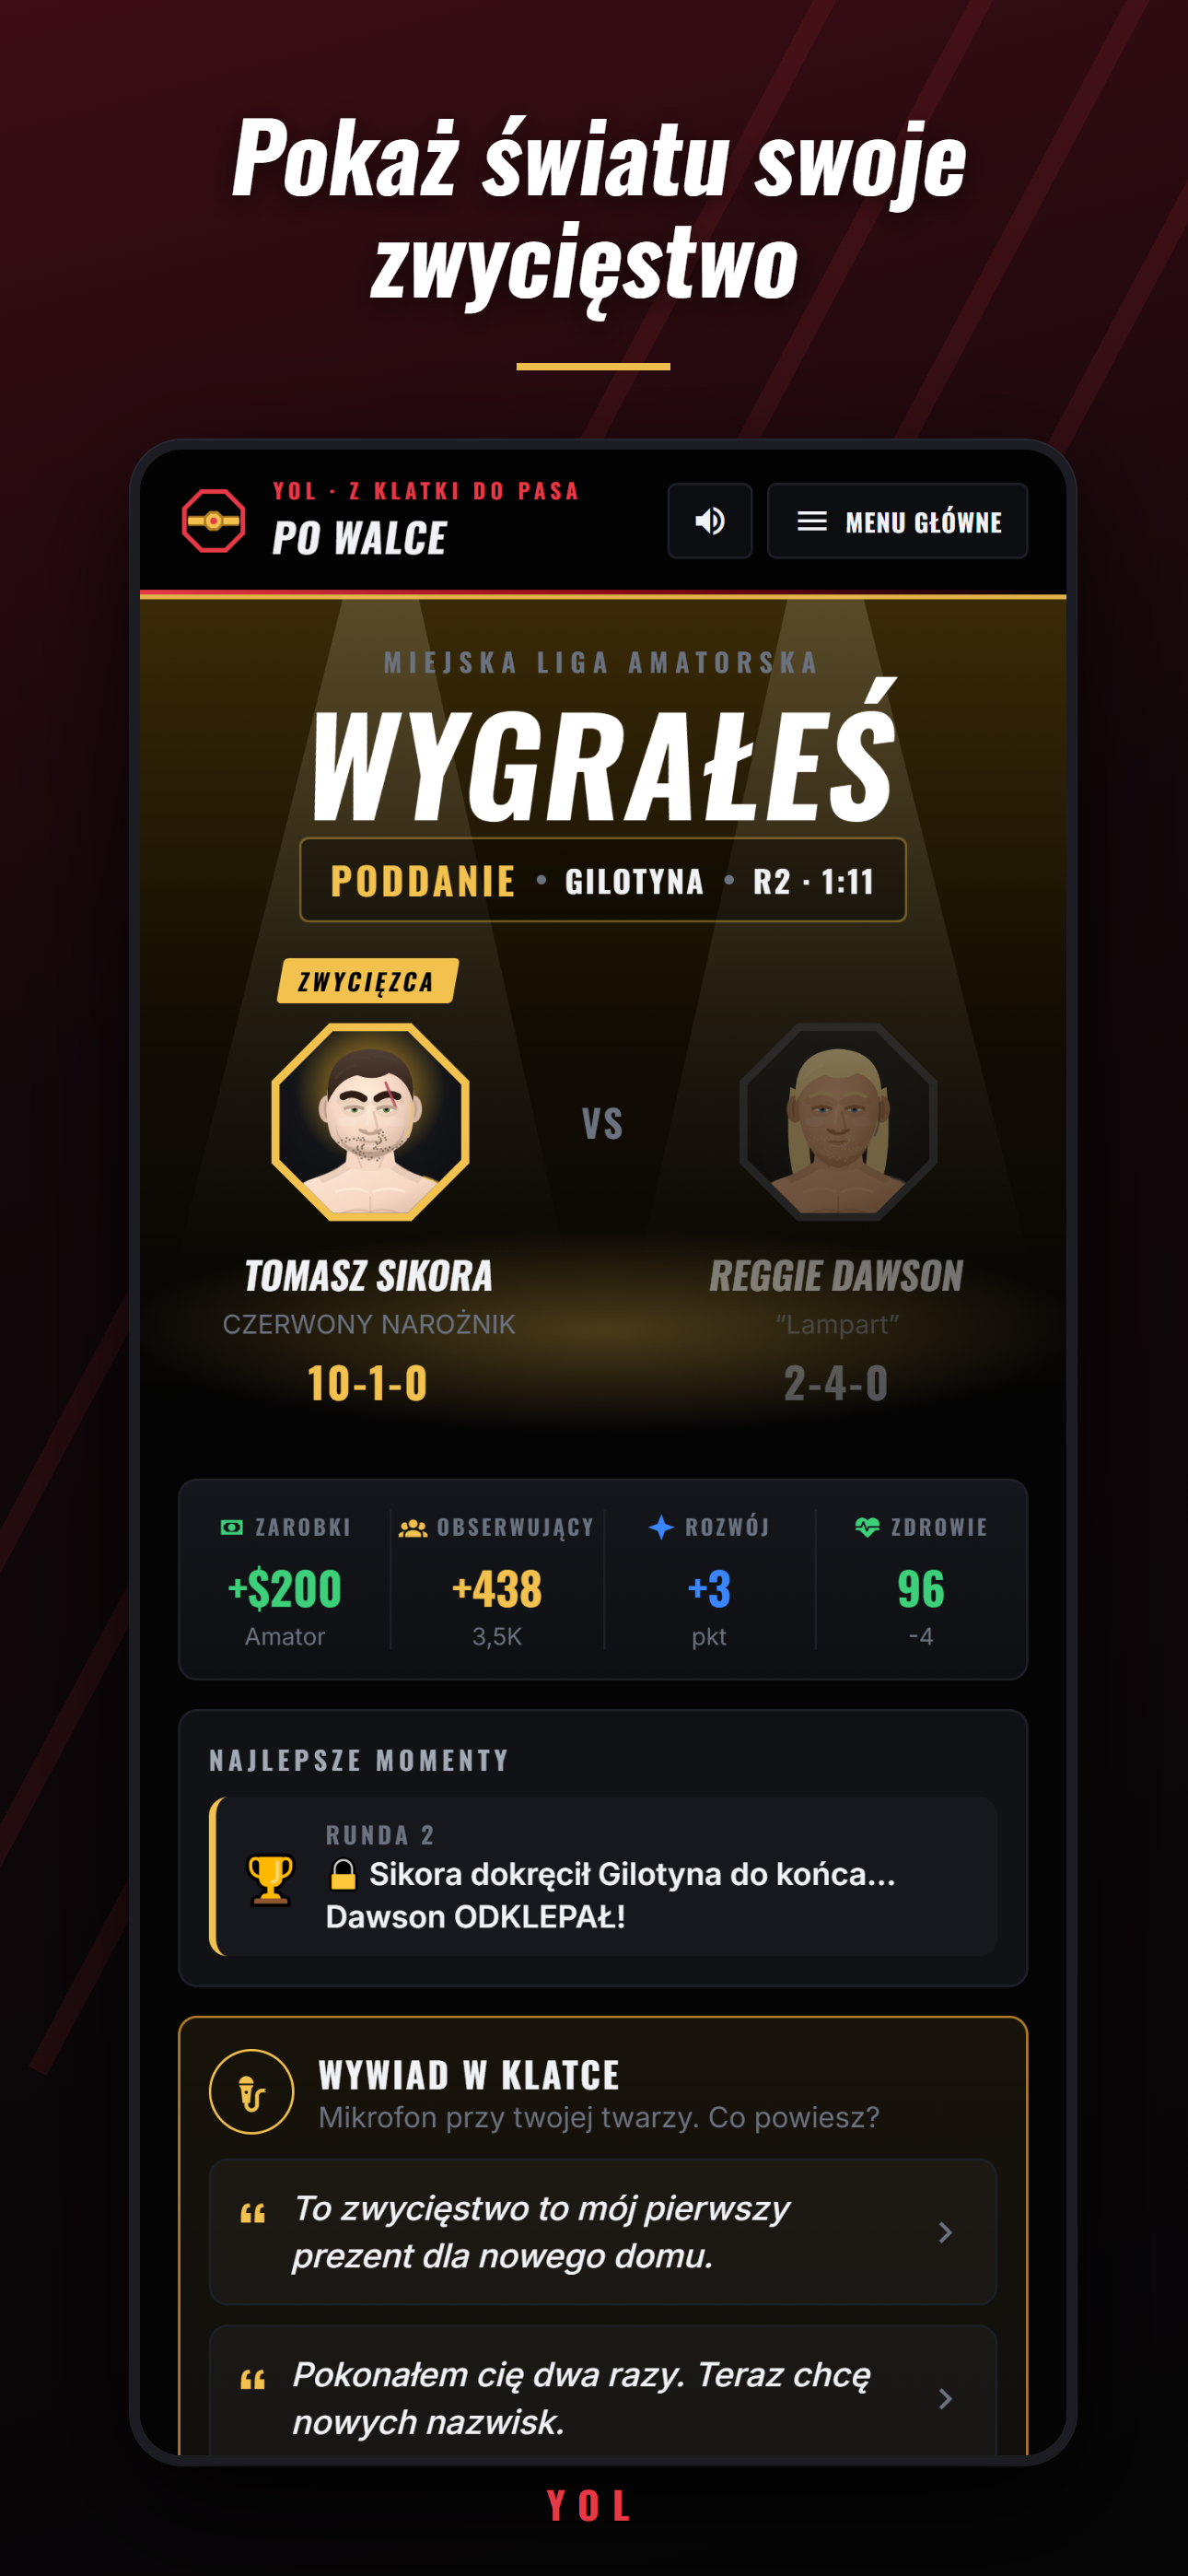 Pokaż światu swoje
zwycięstwo
YOL · Z KLATKI DO PASA
PO WALCE
MENU GŁÓWNE
MIEJSKA LIGA AMATORSKA
WYGRAŁEŚ
PODDANIE • GILOTYNA • R2 · 1:11
ZWYCIĘZCA
VS
TOMASZ SIKORA
REGGIE DAWSON
CZERWONY NAROŻNIK
“Lampart”
10-1-0
2-4-0
ZAROBKI
OBSERWUJĄCY
ROZWÓJ
ZDROWIE
+$200
+438
+3
96
Amator
3,5K
pkt
-4
NAJLEPSZE MOMENTY
RUNDA 2
🔒 Sikora dokręcił Gilotyna do końca...
Dawson ODKLEPAŁ!
WYWIAD W KLATCE
Mikrofon przy twojej twarzy. Co powiesz?
“ To zwycięstwo to mój pierwszy
prezent dla nowego domu.
“ Pokonałem cię dwa razy. Teraz chcę
nowych nazwisk.
YOL